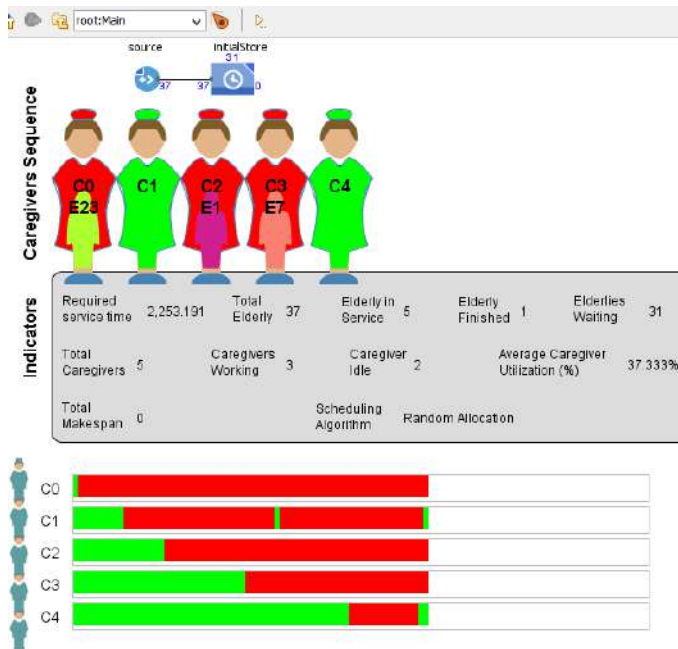 root:Main
source
initialStore
31
37
37
0
Caregivers Sequence
C0
E23
C1
C2
E1
C3
E7
C4
Indicators
Required service time 2,253.191
Total Elderly 37
Elderly in Service 5
Elderly Finished 1
Elderlies Waiting 31
Total Caregivers 5
Caregivers Working 3
Caregiver Idle 2
Average Caregiver Utilization (%) 37.333%
Total Makespan 0
Scheduling Algorithm Random Allocation
C0
C1
C2
C3
C4